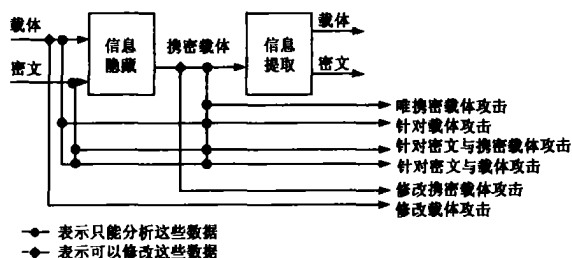 载体
密文
信息
隐藏
携密载体
信息
提取
载体
密文
唯携密载体攻击
针对载体攻击
针对密文与携密载体攻击
针对密文与载体攻击
修改携密载体攻击
修改载体攻击
表示只能分析这些数据
表示可以修改这些数据